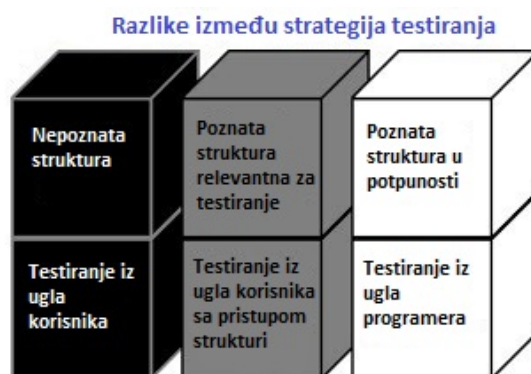 Razlike između strategija testiranja
Nepoznata
struktura
Poznata
struktura
relevantna za
testiranje
Poznata
struktura u
potpunosti
Testiranje iz
ugla
korisnika
Testiranje iz
ugla korisnika
sa pristupom
strukturi
Testiranje iz
ugla
programera